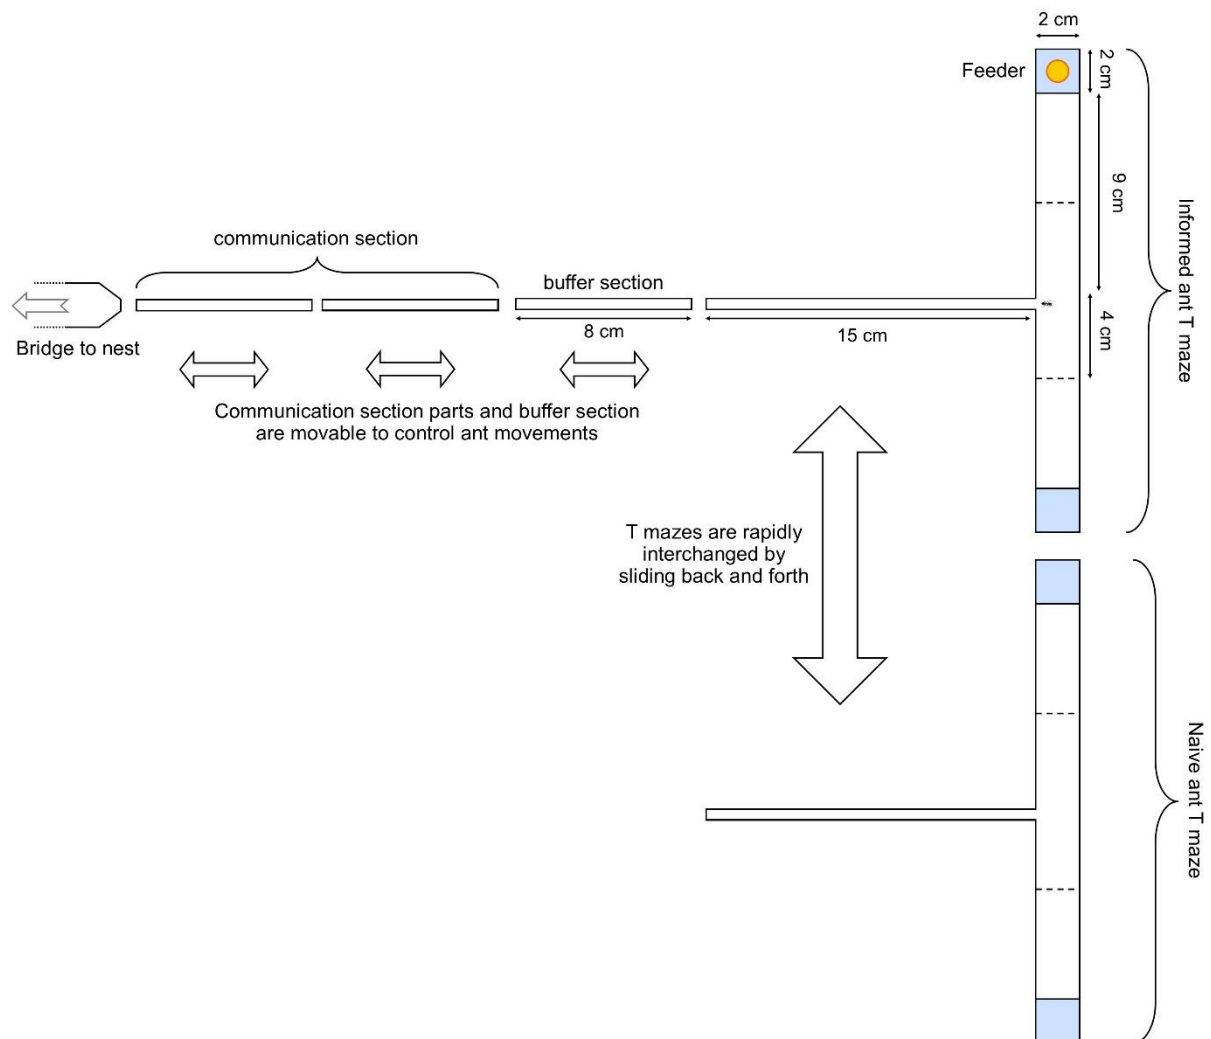 2 cm
Feeder
2 cm
9 cm
Informed ant T maze
communication section
buffer section
8 cm
15 cm
4 cm
Bridge to nest
Communication section parts and buffer section
are movable to control ant movements
T mazes are rapidly
interchanged by
sliding back and forth
Naive ant T maze